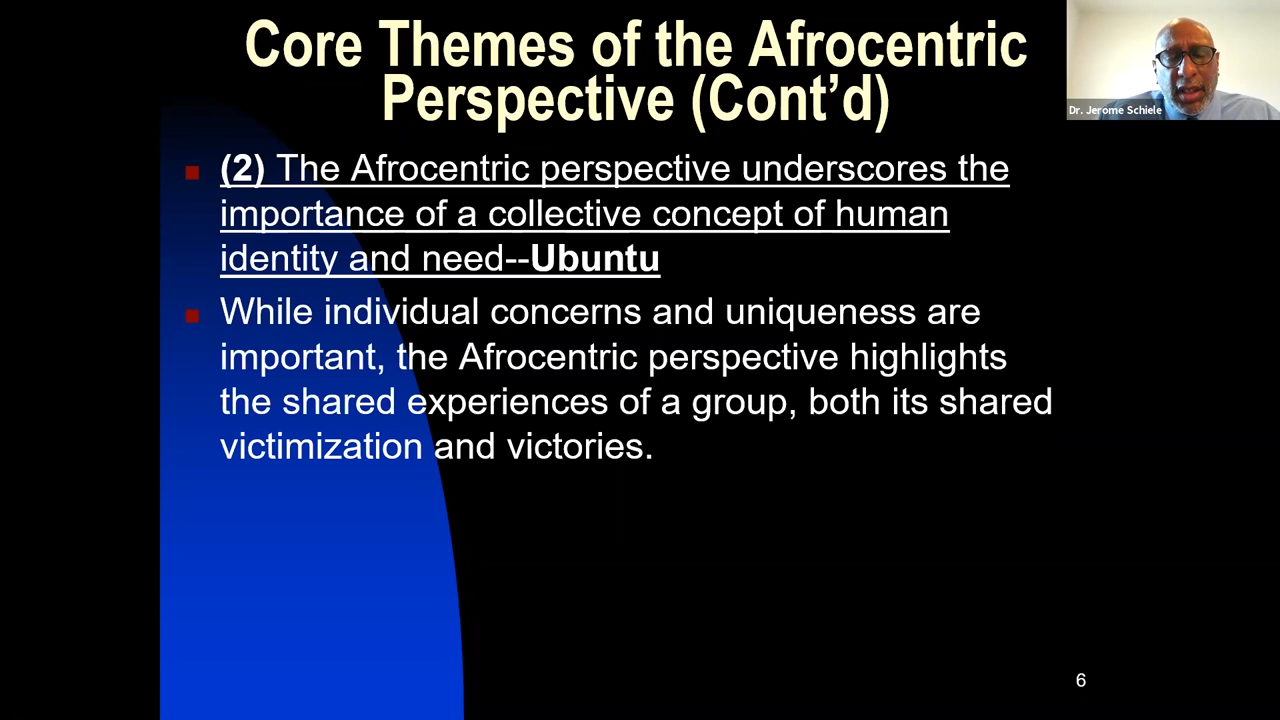 Core Themes of the Afrocentric
Perspective (Cont’d)
Dr. Jerome Schiele
(2) The Afrocentric perspective underscores the
importance of a collective concept of human
identity and need--Ubuntu
While individual concerns and uniqueness are
important, the Afrocentric perspective highlights
the shared experiences of a group, both its shared
victimization and victories.
6